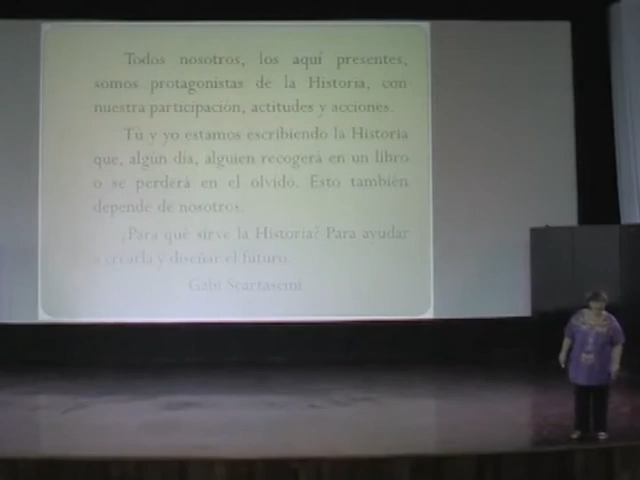 Todos nosotros, los aquí presentes,
somos protagonistas de la Historia, con
nuestra participación, actitudes y acciones.
Tu y yo estamos escribiendo la Historia
que, algún día, alguien recogerá en un libro
o se perderá en el olvido. Esto también
depende de nosotros.
¿Para qué sirve la Historia? Para ayudar
a crearla y diseñar el futuro.
Gabi Scartascini